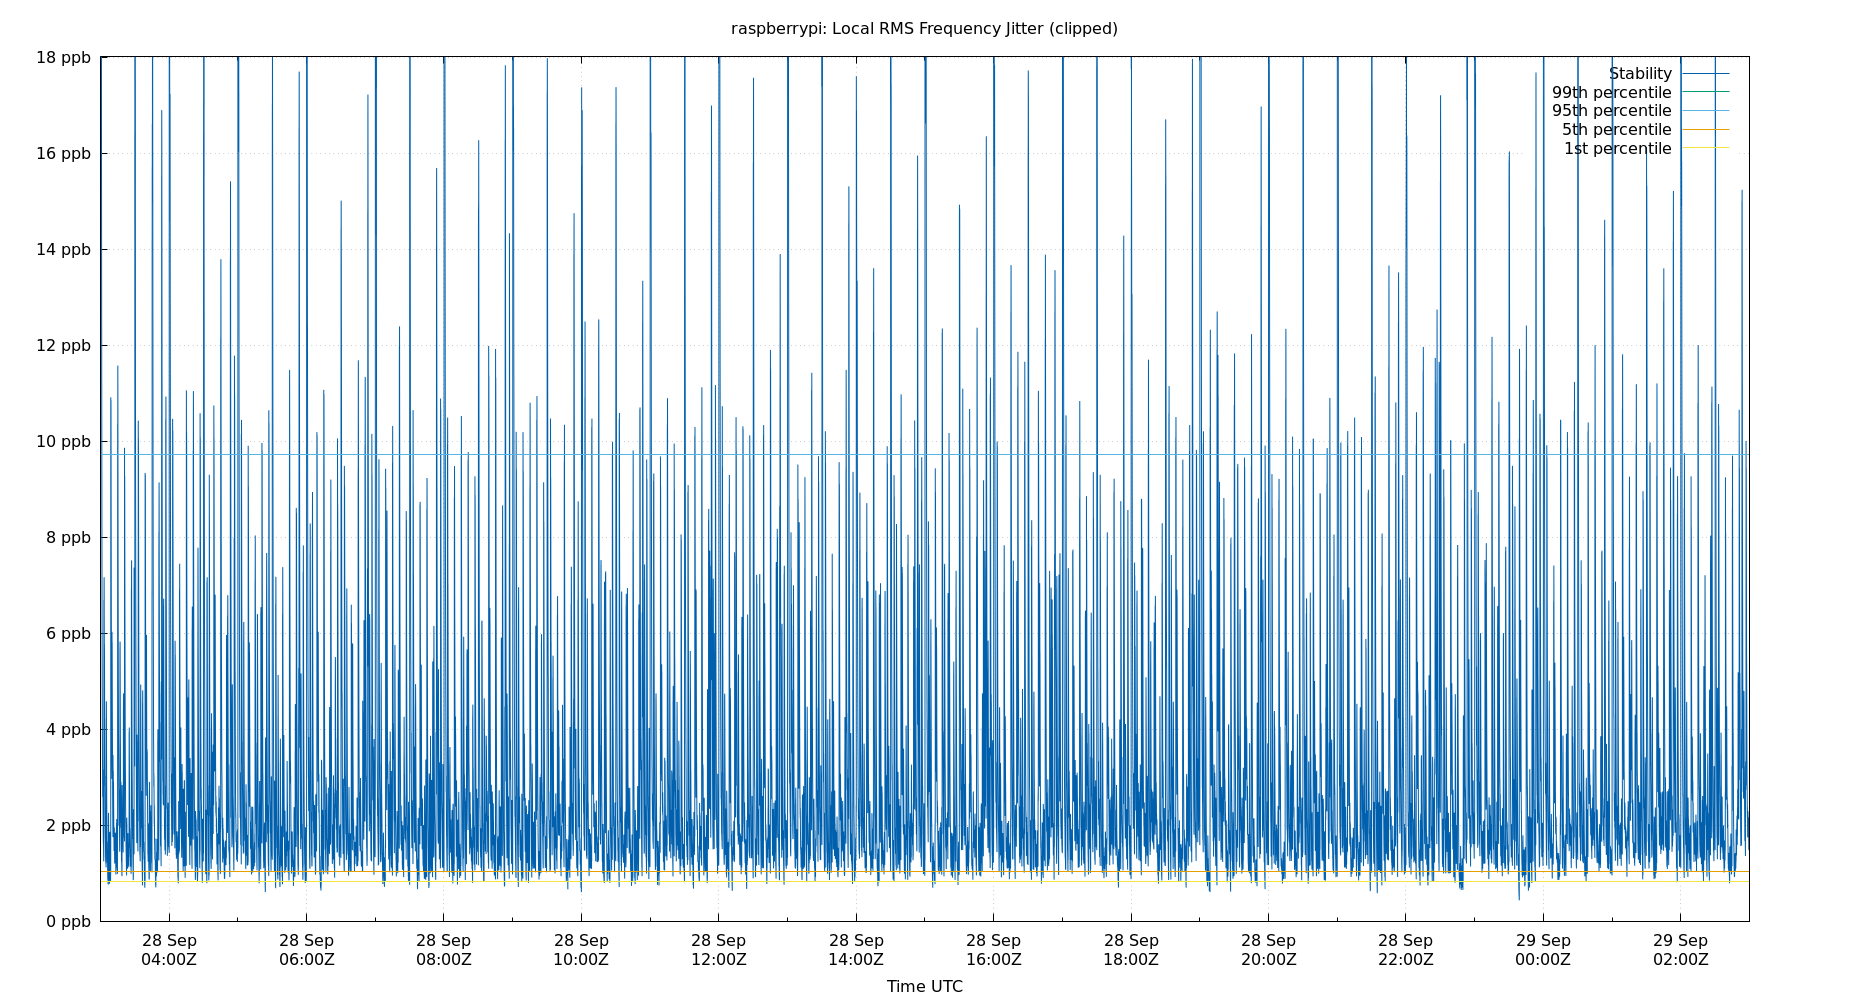 raspberrypi: Local RMS Frequency Jitter (clipped)
18 ppb
16 ppb
14 ppb
12 ppb
10 ppb
8 ppb
6 ppb
4 ppb
2 ppb
0 ppb
Stability
99th percentile
95th percentile
5th percentile
1st percentile
28 Sep 28 Sep 28 Sep 28 Sep 28 Sep 28 Sep 28 Sep 28 Sep 28 Sep 28 Sep 29 Sep 29 Sep
04:00Z 06:00Z 08:00Z 10:00Z 12:00Z 14:00Z 16:00Z 18:00Z 20:00Z 22:00Z 00:00Z 02:00Z
Time UTC